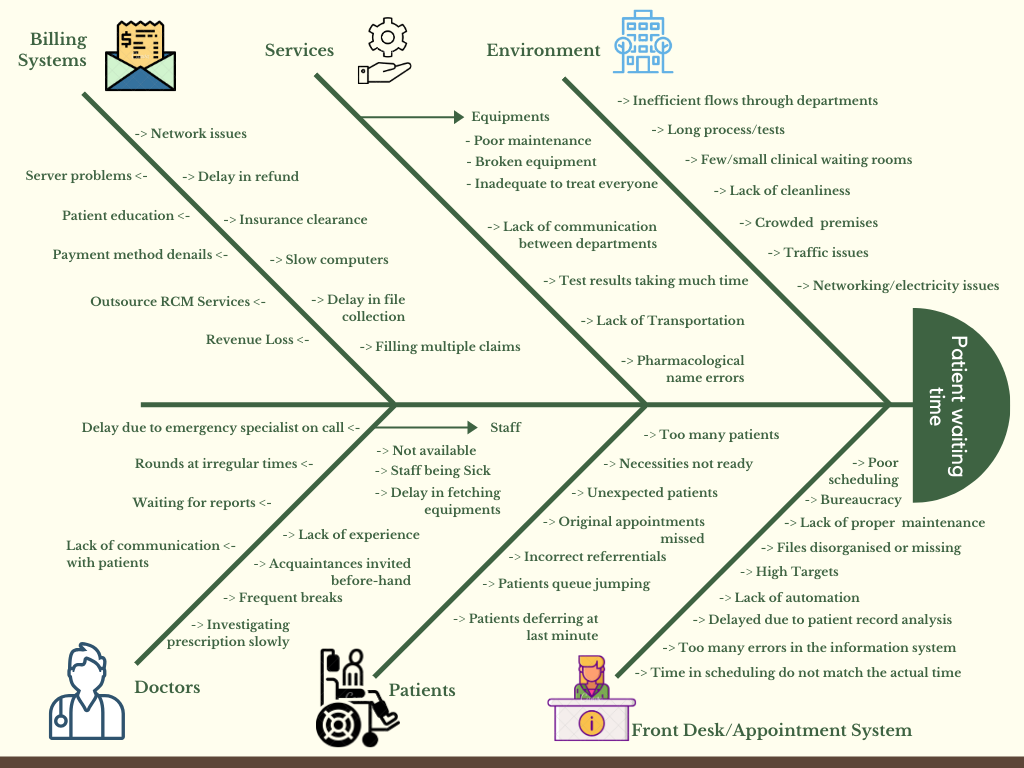 Billing
Systems
Services
Environment
-> Network issues
Server problems <-
-> Delay in refund
Patient education <-
-> Insurance clearance
Payment method denails <-
-> Slow computers
Outsource RCM Services <-
-> Delay in file
collection
Revenue Loss <-
-> Filling multiple claims
Equipments
- Poor maintenance
- Broken equipment
- Inadequate to treat everyone
-> Lack of communication
between departments
-> Test results taking much time
-> Lack of Transportation
-> Pharmacological
name errors
-> Inefficient flows through departments
-> Long process/tests
-> Few/small clinical waiting rooms
-> Lack of cleanliness
-> Crowded  premises
-> Traffic issues
-> Networking/electricity issues
Patient waiting
time
Delay due to emergency specialist on call <-
Rounds at irregular times <-
Waiting for reports <-
Lack of communication <-
with patients
Staff
-> Not available
-> Staff being Sick
-> Delay in fetching
equipments
-> Lack of experience
-> Acquaintances invited
before-hand
-> Frequent breaks
-> Investigating
prescription slowly
Doctors
-> Too many patients
-> Necessities not ready
-> Unexpected patients
-> Original appointments
missed
-> Incorrect referrentials
-> Patients queue jumping
-> Patients deferring at
last minute
Patients
-> Poor
scheduling
-> Bureaucracy
-> Lack of proper  maintenance
-> Files disorganised or missing
-> High Targets
-> Lack of automation
-> Delayed due to patient record analysis
-> Too many errors in the information system
-> Time in scheduling do not match the actual time
Front Desk/Appointment System